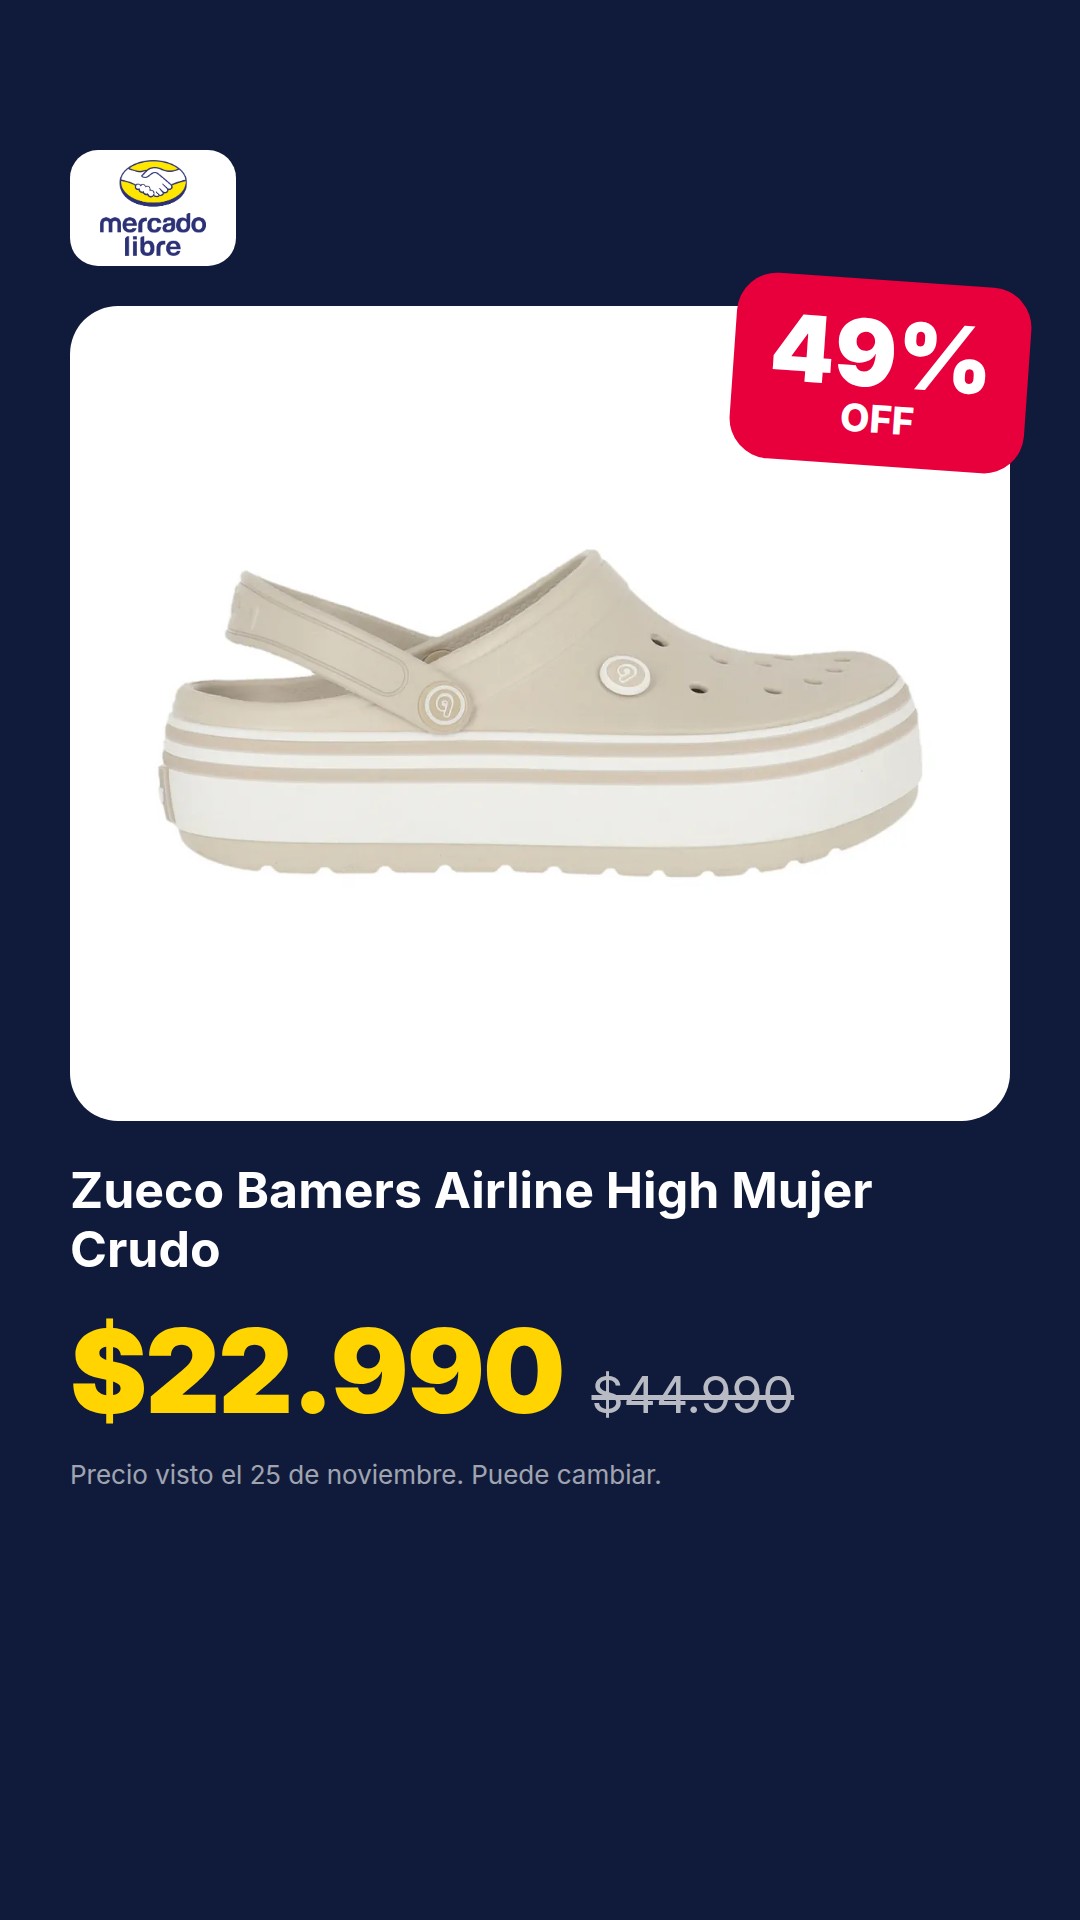 mercado
libre
49%
OFF
Zueco Bamers Airline High Mujer
Crudo
$22.990 $44.990
Precio visto el 25 de noviembre. Puede cambiar.